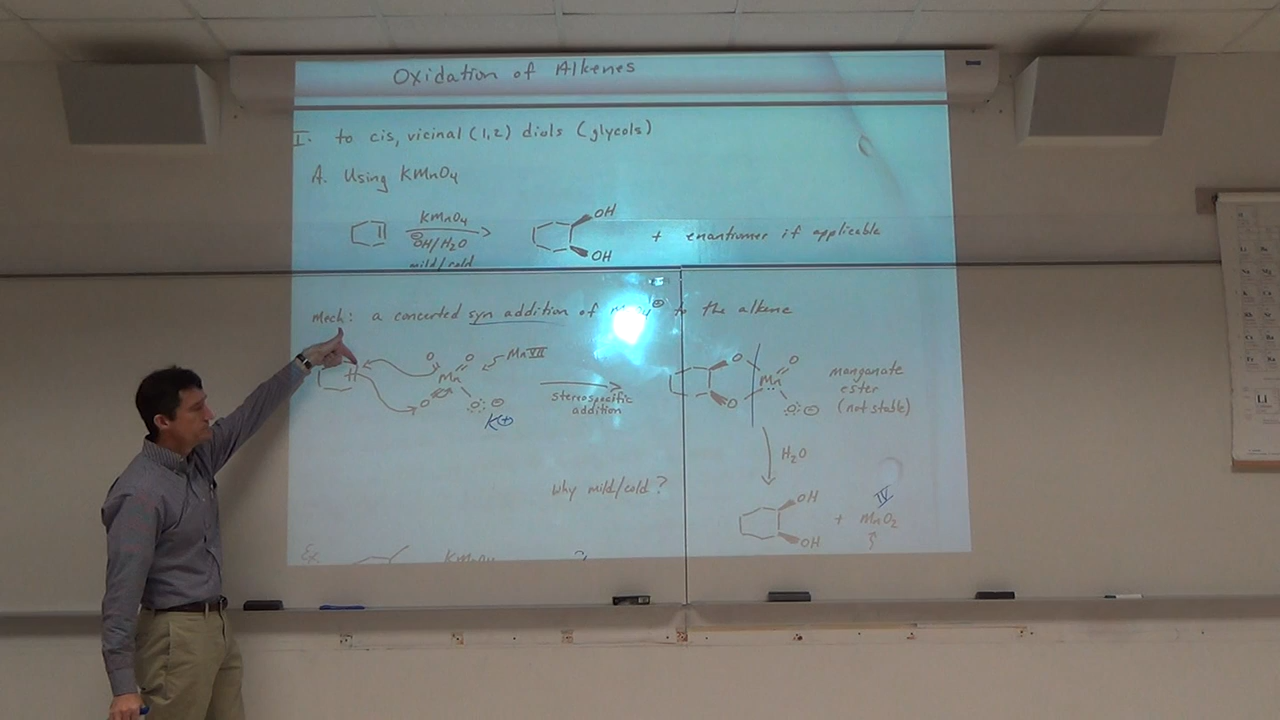 Oxidation of Alkenes
I. to cis, vicinal (1,2) diols (glycols)
A. Using KMnO4
KMnO4
⊖OH/H2O
mild/cold
OH
OH
+ enantiomer if applicable
Mech: a concerted syn addition of ⊖ to the alkene
O O
Mn
O O ⊖
Mn VII
K⊕
stereospecific
addition
O O
Mn
O O ⊖
manganate
ester
(not stable)
H2O
why mild/cold?
OH
OH
+ MnO2
IV
Ex
KMnO4
?
Li